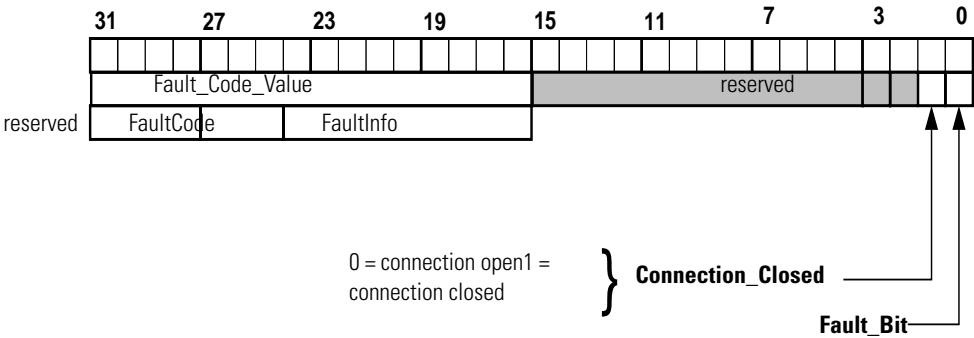 31 27 23 19 15 11 7 3 0
Fault_Code_Value reserved
reserved FaultCode FaultInfo
0 = connection open1 =
connection closed
} Connection_Closed
Fault_Bit